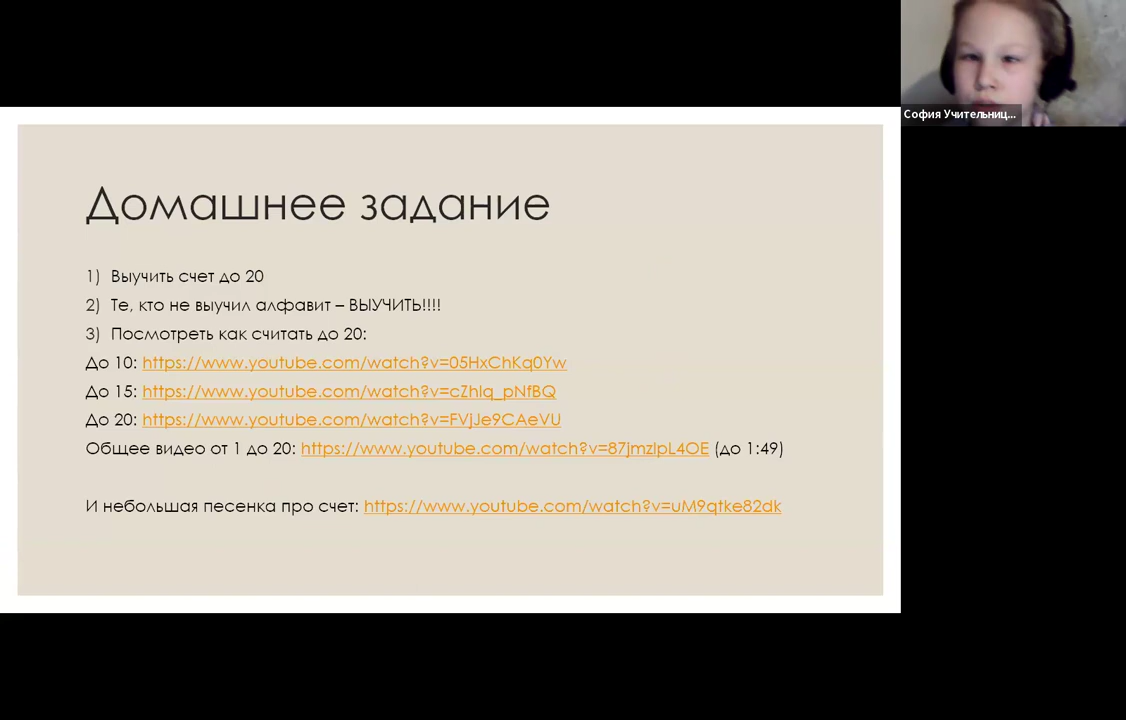 София Учительниц...
Домашнее задание
1) Выучить счет до 20
2) Те, кто не выучил алфавит – ВЫУЧИТЬ!!!!
3) Посмотреть как считать до 20:
До 10: https://www.youtube.com/watch?v=05HxChKq0Yw
До 15: https://www.youtube.com/watch?v=cZhlq_pNfBQ
До 20: https://www.youtube.com/watch?v=FVjJe9CAeVU
Общее видео от 1 до 20: https://www.youtube.com/watch?v=87jmzlpL4OE (до 1:49)
И небольшая песенка про счет: https://www.youtube.com/watch?v=uM9qtke82dk